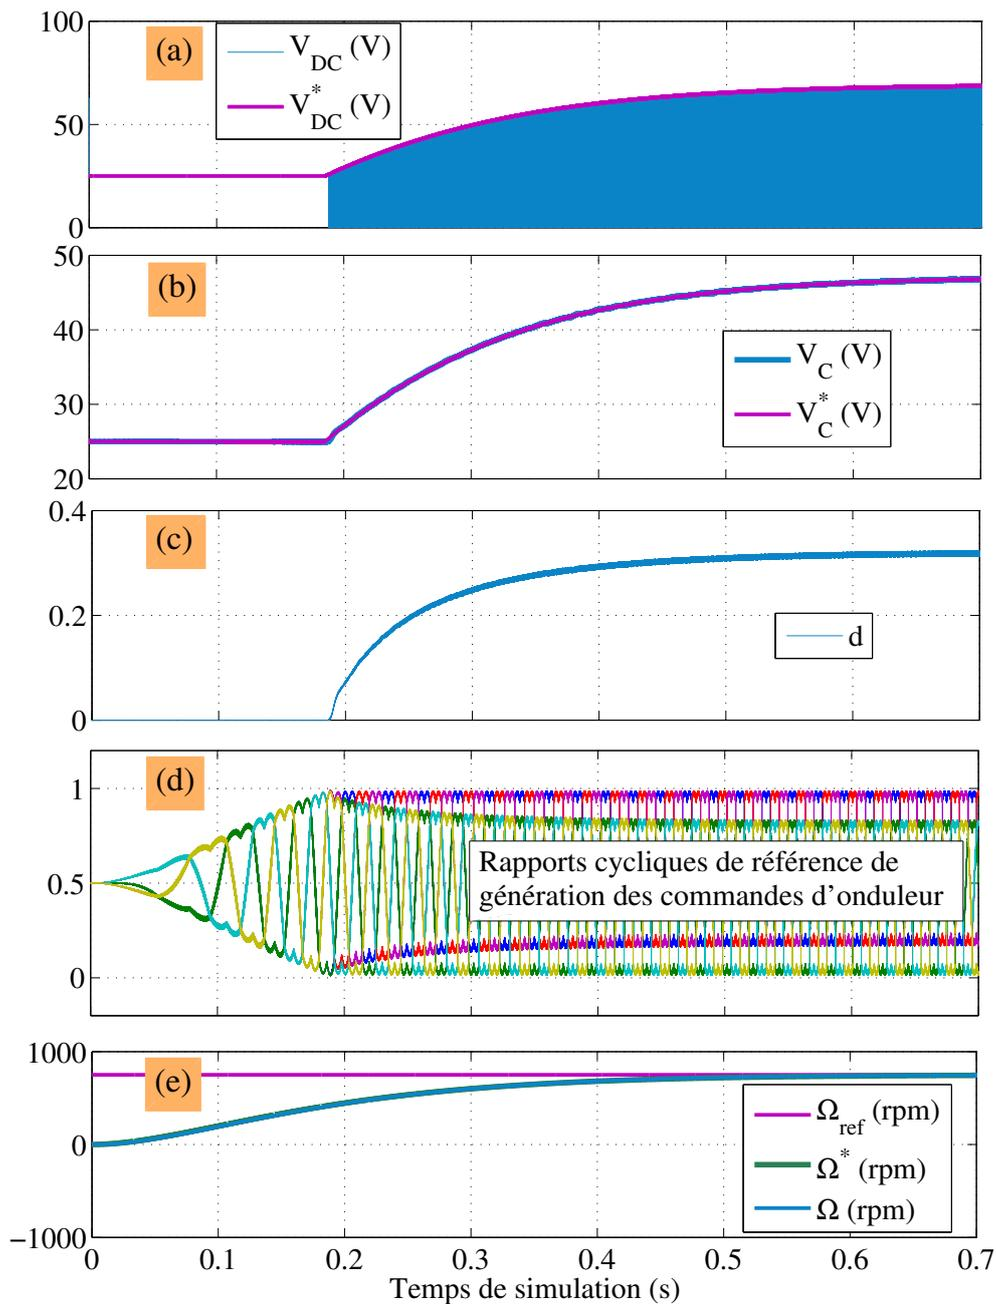 100
50
0
(a)
V_DC (V)
V*_DC (V)
50
40
30
20
(b)
V_C (V)
V*_C (V)
0.4
0.2
0
(c)
d
1
0.5
0
(d)
Rapports cycliques de référence de
génération des commandes d'onduleur
1000
0
−1000
(e)
Ω_ref (rpm)
Ω* (rpm)
Ω (rpm)
0 0.1 0.2 0.3 0.4 0.5 0.6 0.7
Temps de simulation (s)